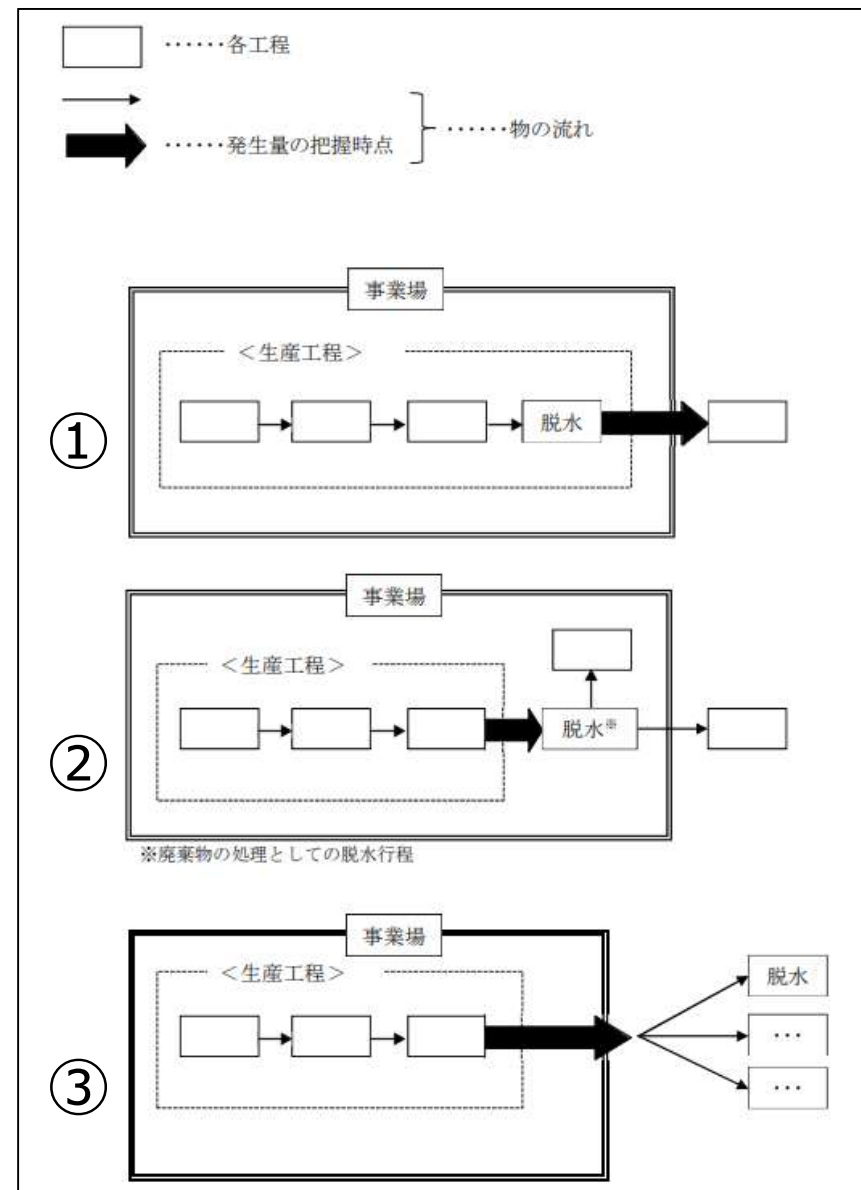 ……各工程
……発生量の把握時点
……物の流れ
事業場
＜生産工程＞
①
脱水
事業場
＜生産工程＞
②
脱水※
※廃棄物の処理としての脱水行程
事業場
＜生産工程＞
③
脱水
…
…